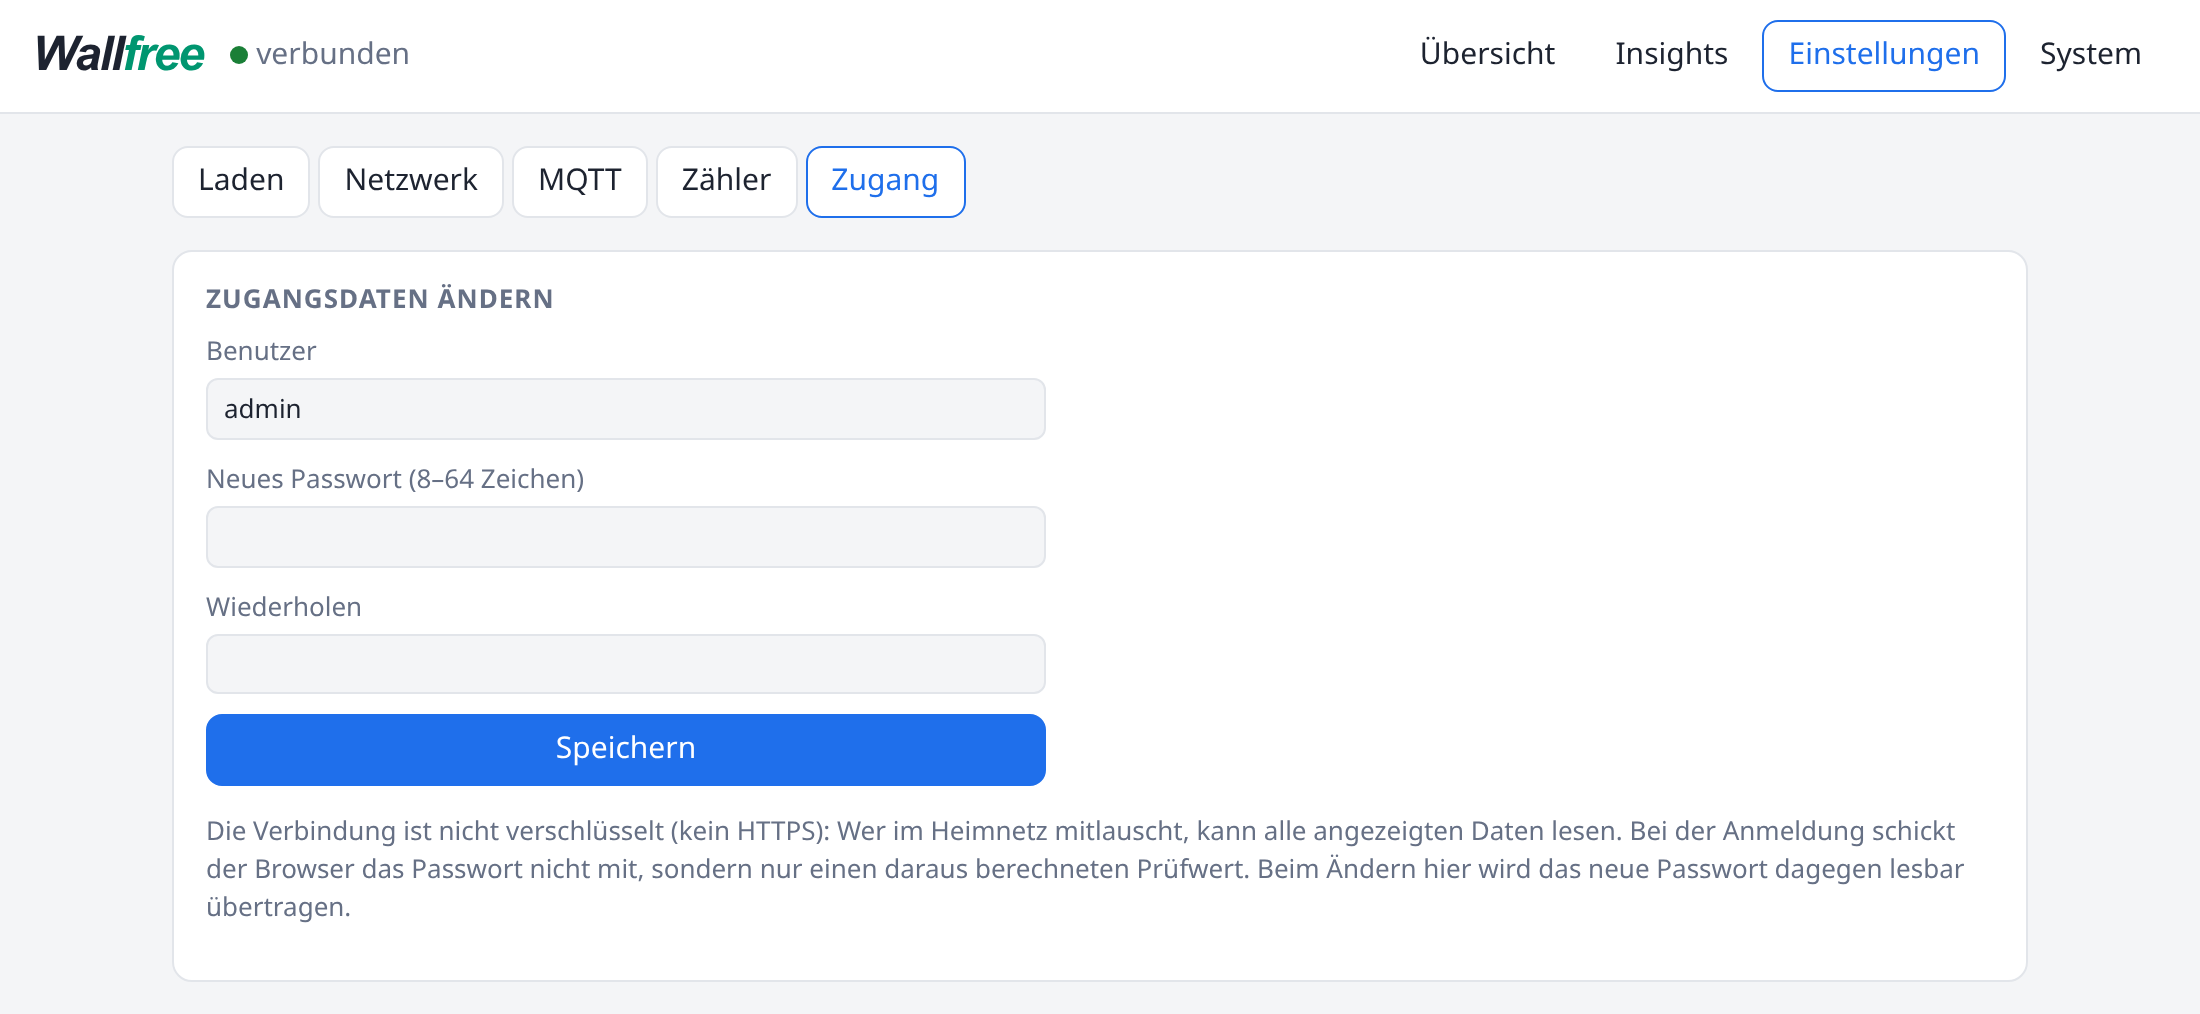 Wallfree verbunden Übersicht Insights Einstellungen System
Laden Netzwerk MQTT Zähler Zugang
ZUGANGSDATEN ÄNDERN
Benutzer
admin
Neues Passwort (8–64 Zeichen)
Wiederholen
Speichern
Die Verbindung ist nicht verschlüsselt (kein HTTPS): Wer im Heimnetz mitlauscht, kann alle angezeigten Daten lesen. Bei der Anmeldung schickt
der Browser das Passwort nicht mit, sondern nur einen daraus berechneten Prüfwert. Beim Ändern hier wird das neue Passwort dagegen lesbar
übertragen.